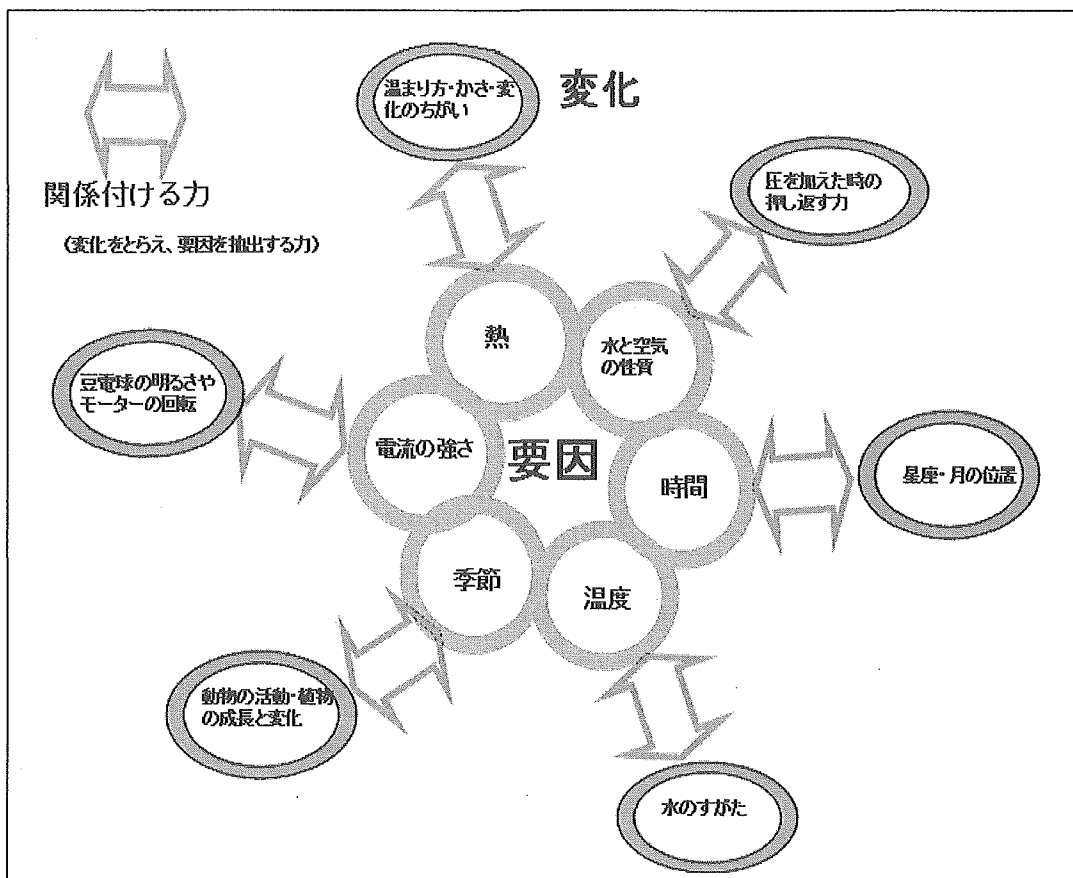 温まり方・かさ・変
化のちがい
変化
圧を加えた時の
押し返す力
関係付ける力
(変化をとらえ、要因を抽出する力)
熱
水と空気
の性質
豆電球の明るさや
モーターの回転
電流の強さ
要因
時間
星座・月の位置
季節
温度
動物の活動・植物
の成長と変化
水のすがた